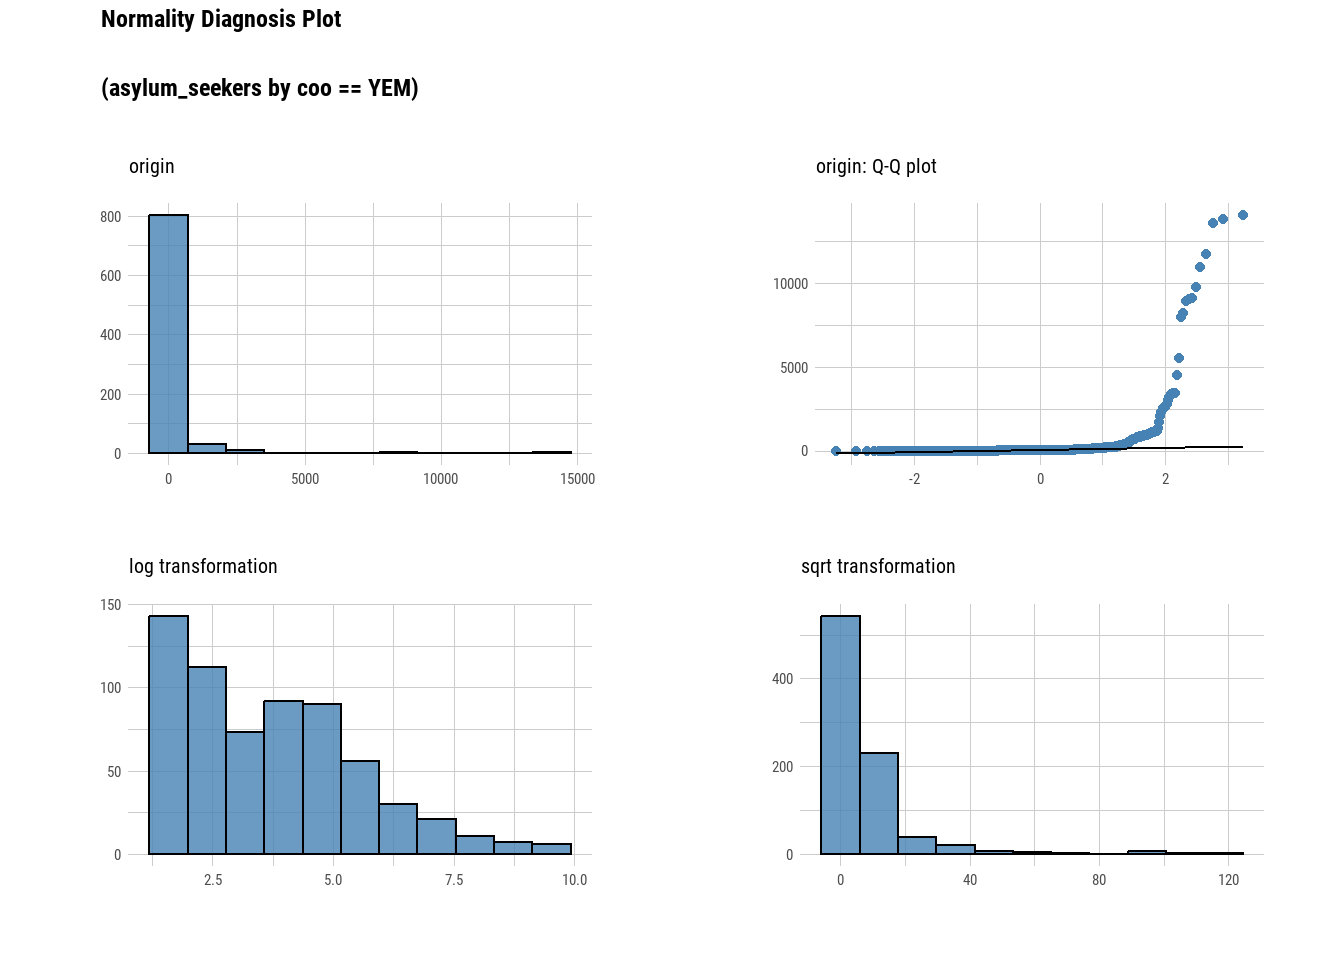 Normality Diagnosis Plot
(asylum_seekers by coo == YEM)
origin
800
600
400
200
0
0 5000 10000 15000
origin: Q-Q plot
10000
5000
0
-2 0 2
log transformation
150
100
50
0
2.5 5.0 7.5 10.0
sqrt transformation
400
200
0
0 40 80 120